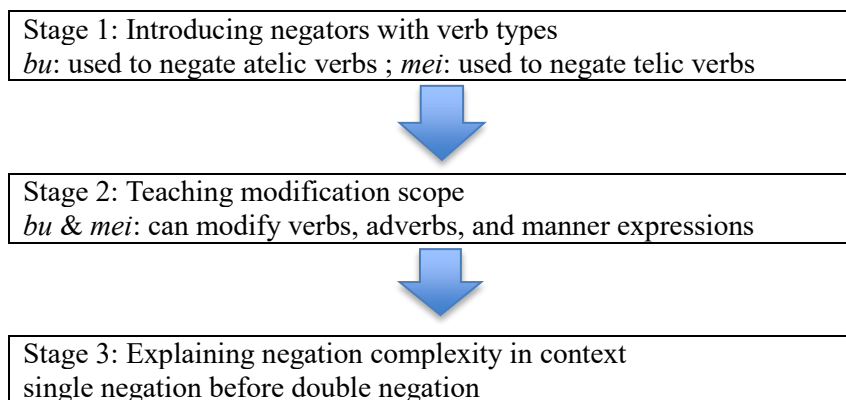 Stage 1: Introducing negators with verb types
bu: used to negate atelic verbs ; mei: used to negate telic verbs
Stage 2: Teaching modification scope
bu & mei: can modify verbs, adverbs, and manner expressions
Stage 3: Explaining negation complexity in context
single negation before double negation